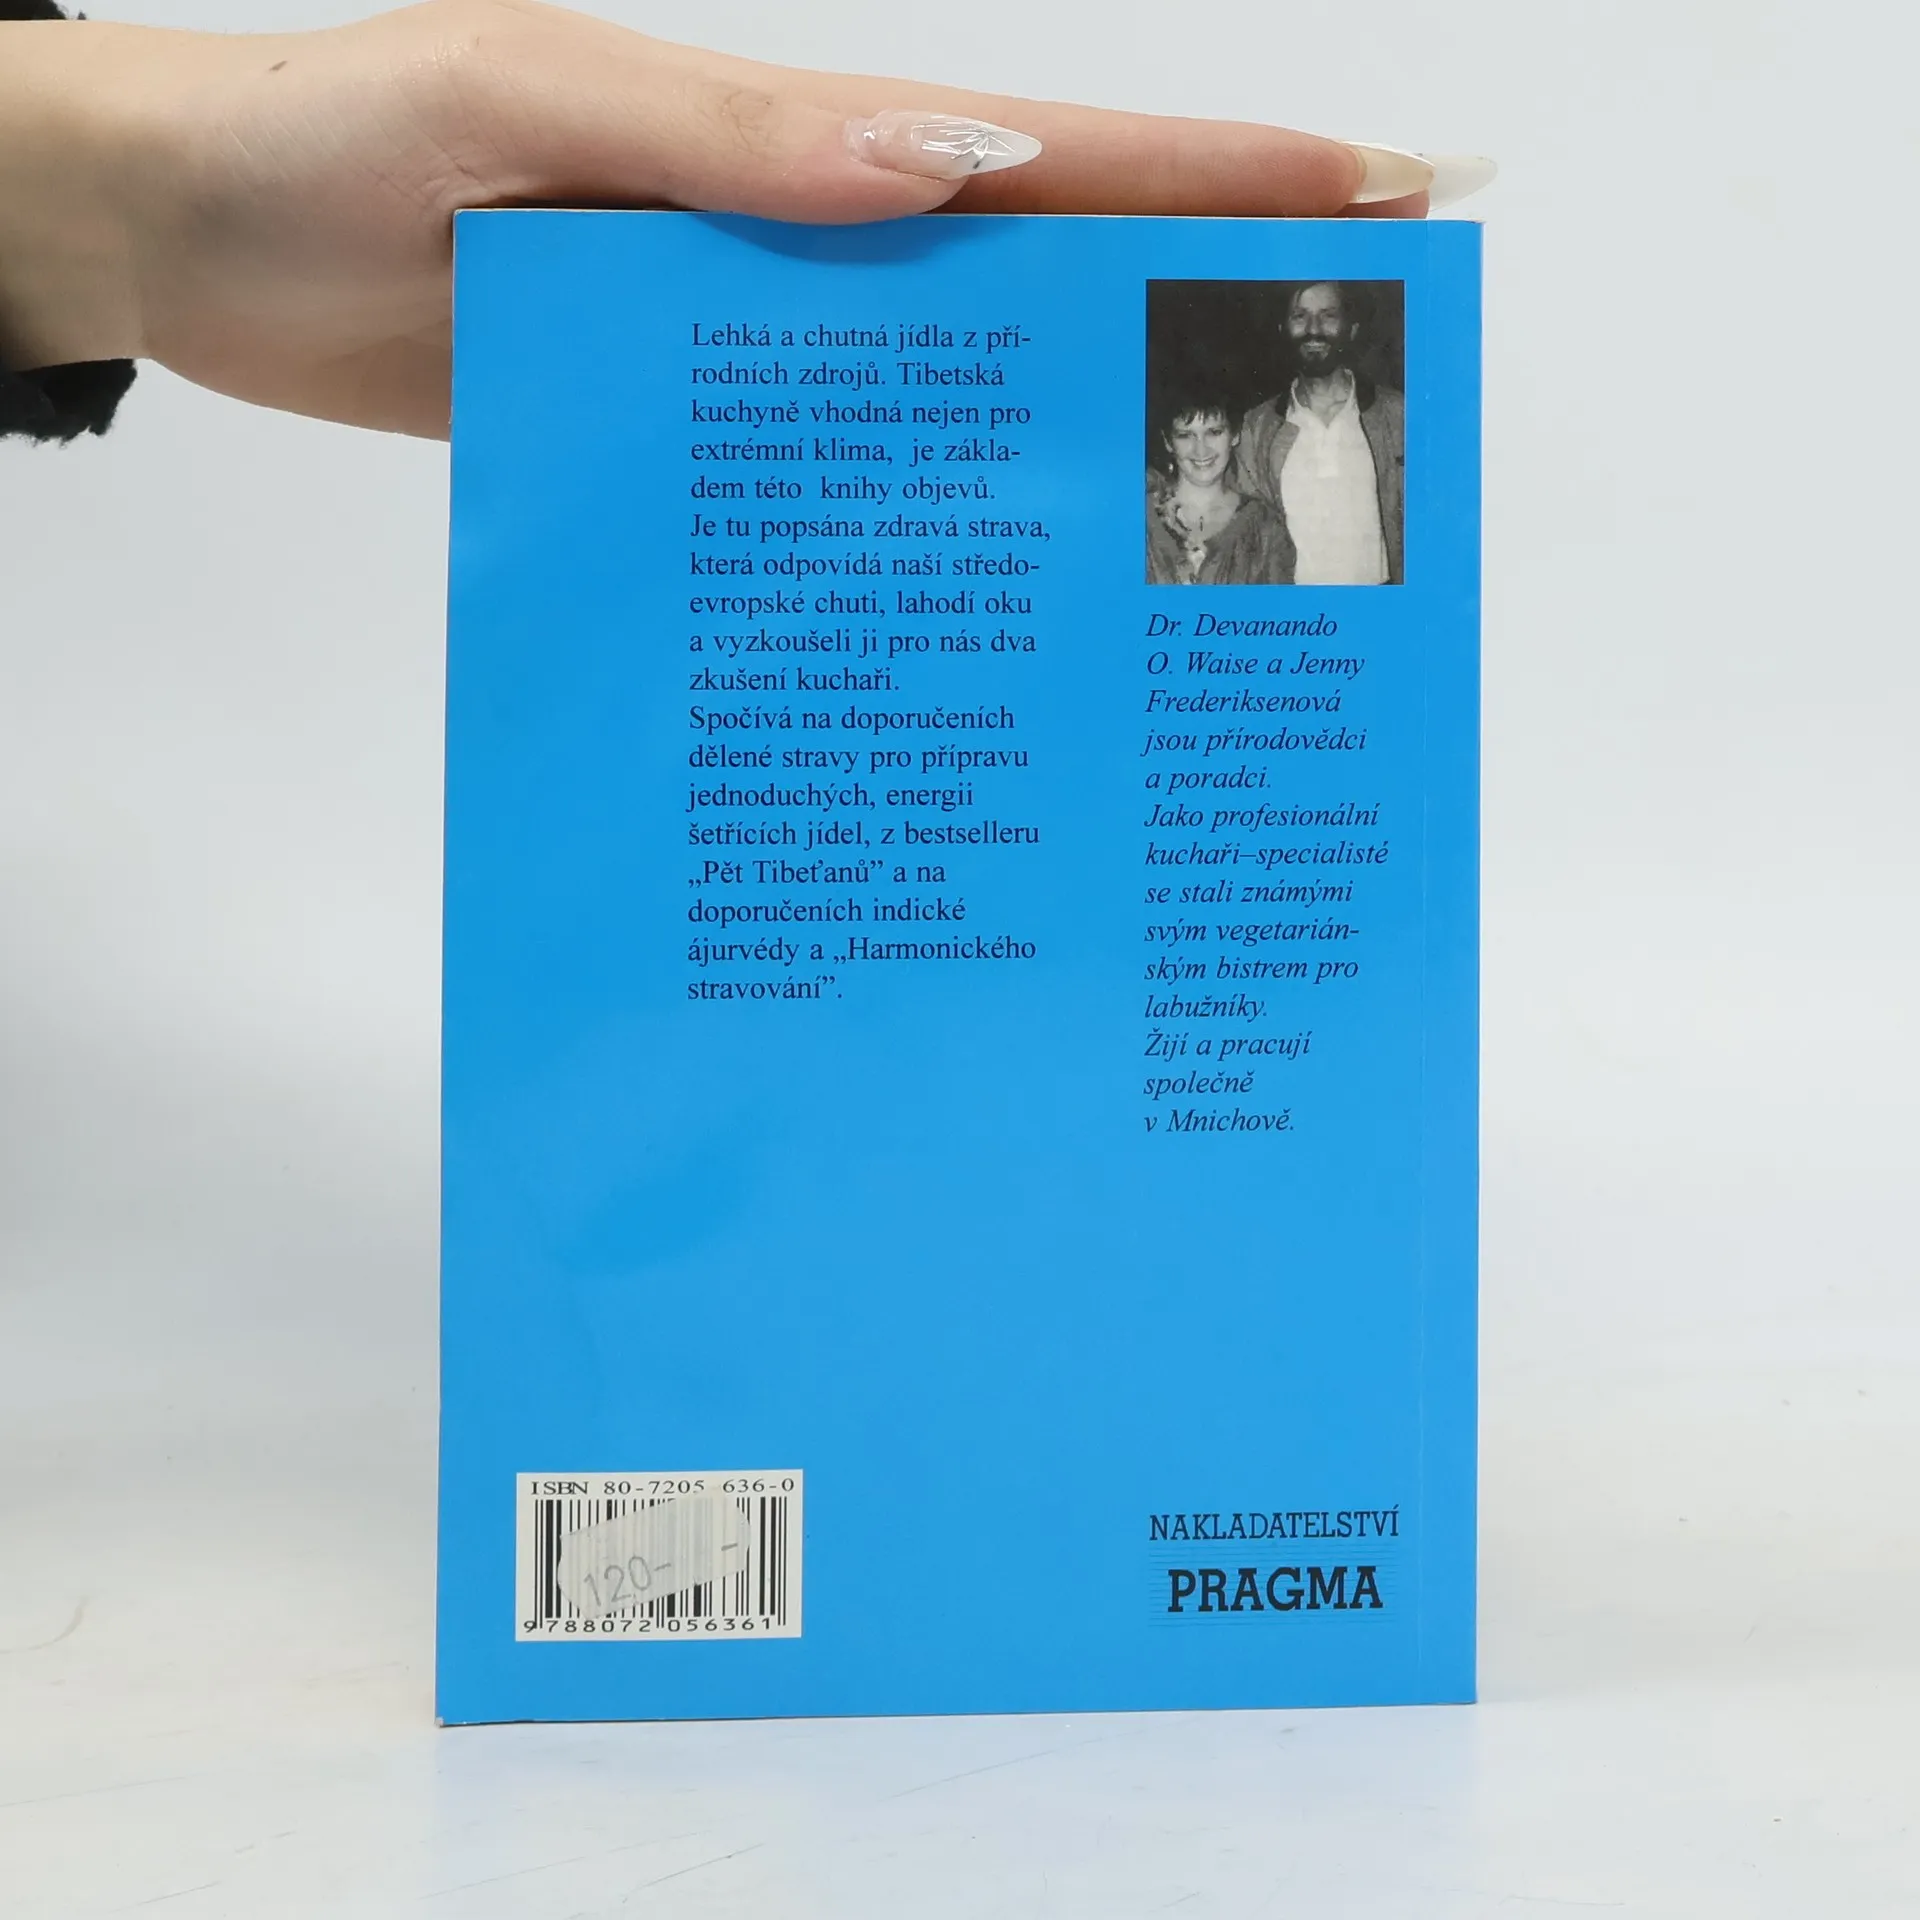 Lehká a chutná jídla z pří-
rodních zdrojů. Tibetská
kuchyně vhodná nejen pro
extrémní klima, je zákla-
dem této knihy objevů.
Je tu popsána zdravá strava,
která odpovídá naší středo-
evropské chuti, lahodí oku
a vyzkoušeli ji pro nás dva
zkušení kuchaři.
Spočívá na doporučeních
dělené stravy pro přípravu
jednoduchých, energii
šetřících jídel, z bestselleru
„Pět Tibeťanů” a na
doporučeních indické
ájurvédy a „Harmonického
stravování”.
Dr. Devanando
O. Waise a Jenny
Frederiksenová
jsou přírodovědci
a poradci.
Jako profesionální
kuchaři–specialisté
se stali známými
svým vegetarián-
ským bistrem pro
labužníky.
Žijí a pracují
společně
v Mnichově.
ISBN 80-7205 636-0
120-
9 788072 056361
NAKLADATELSTVÍ
PRAGMA